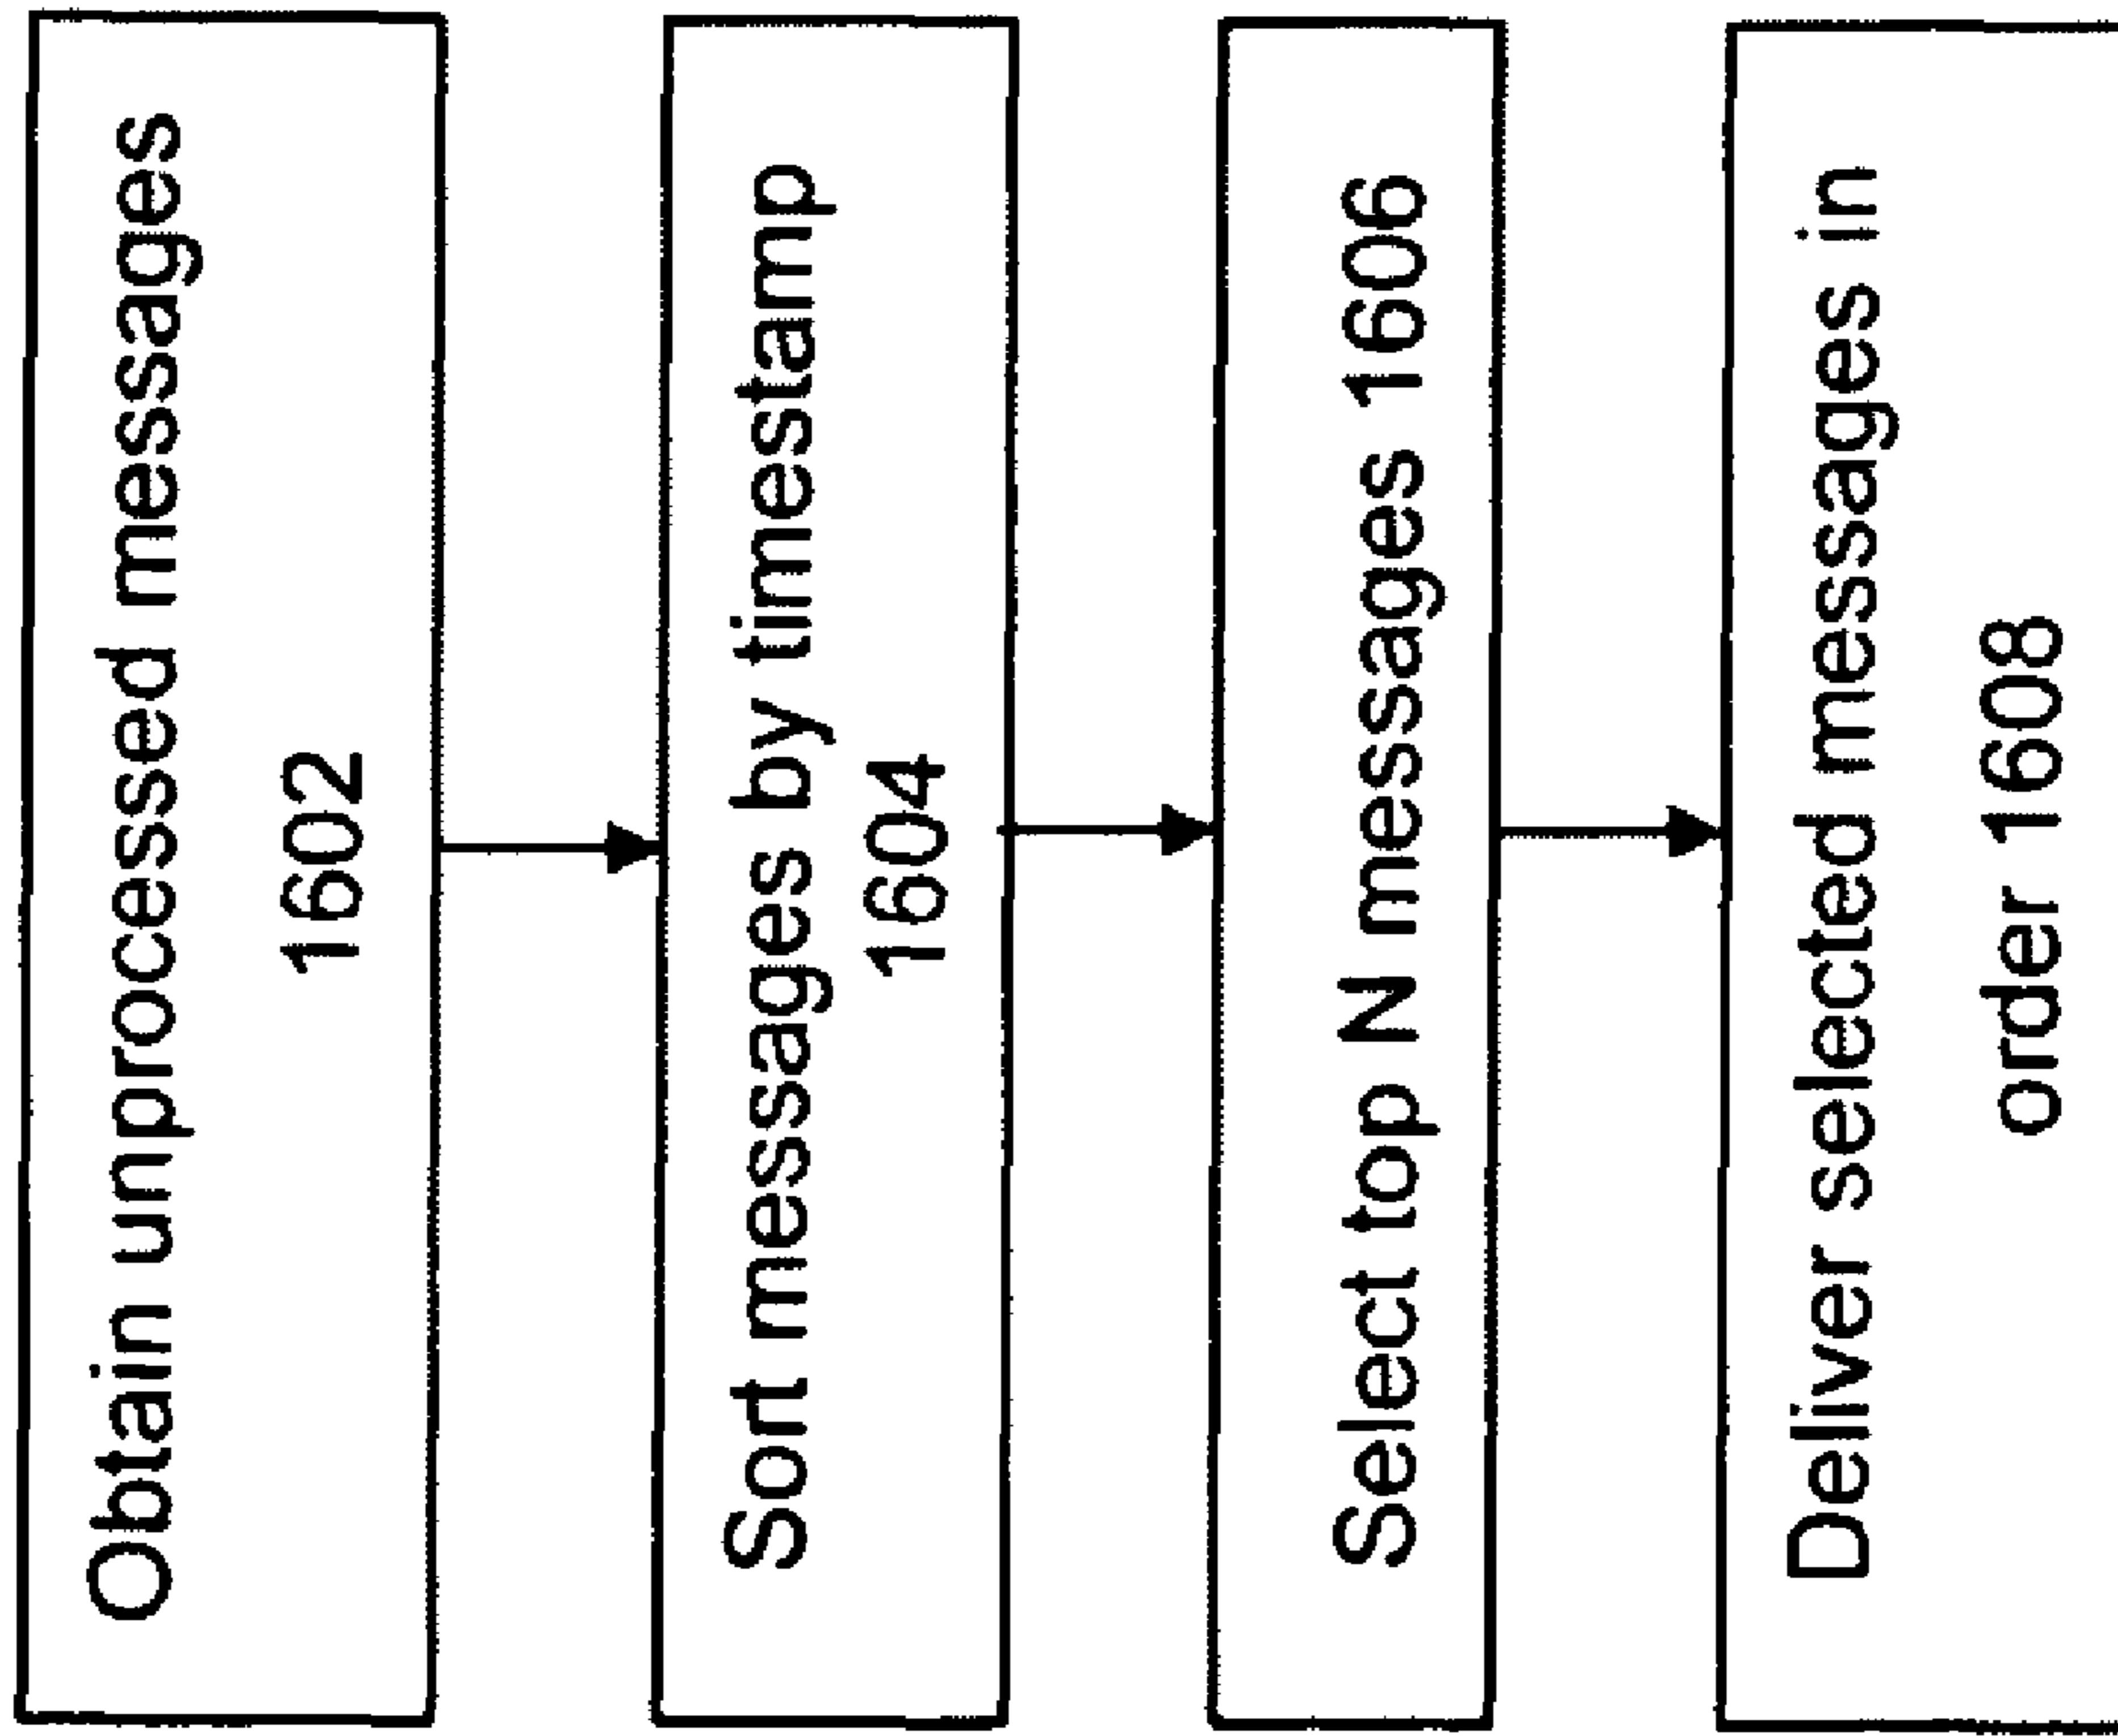 Obtain unprocessed messages
1602
Sort messages by timestamp
1604
Select top N messages 1606
Deliver selected messages in
order 1608